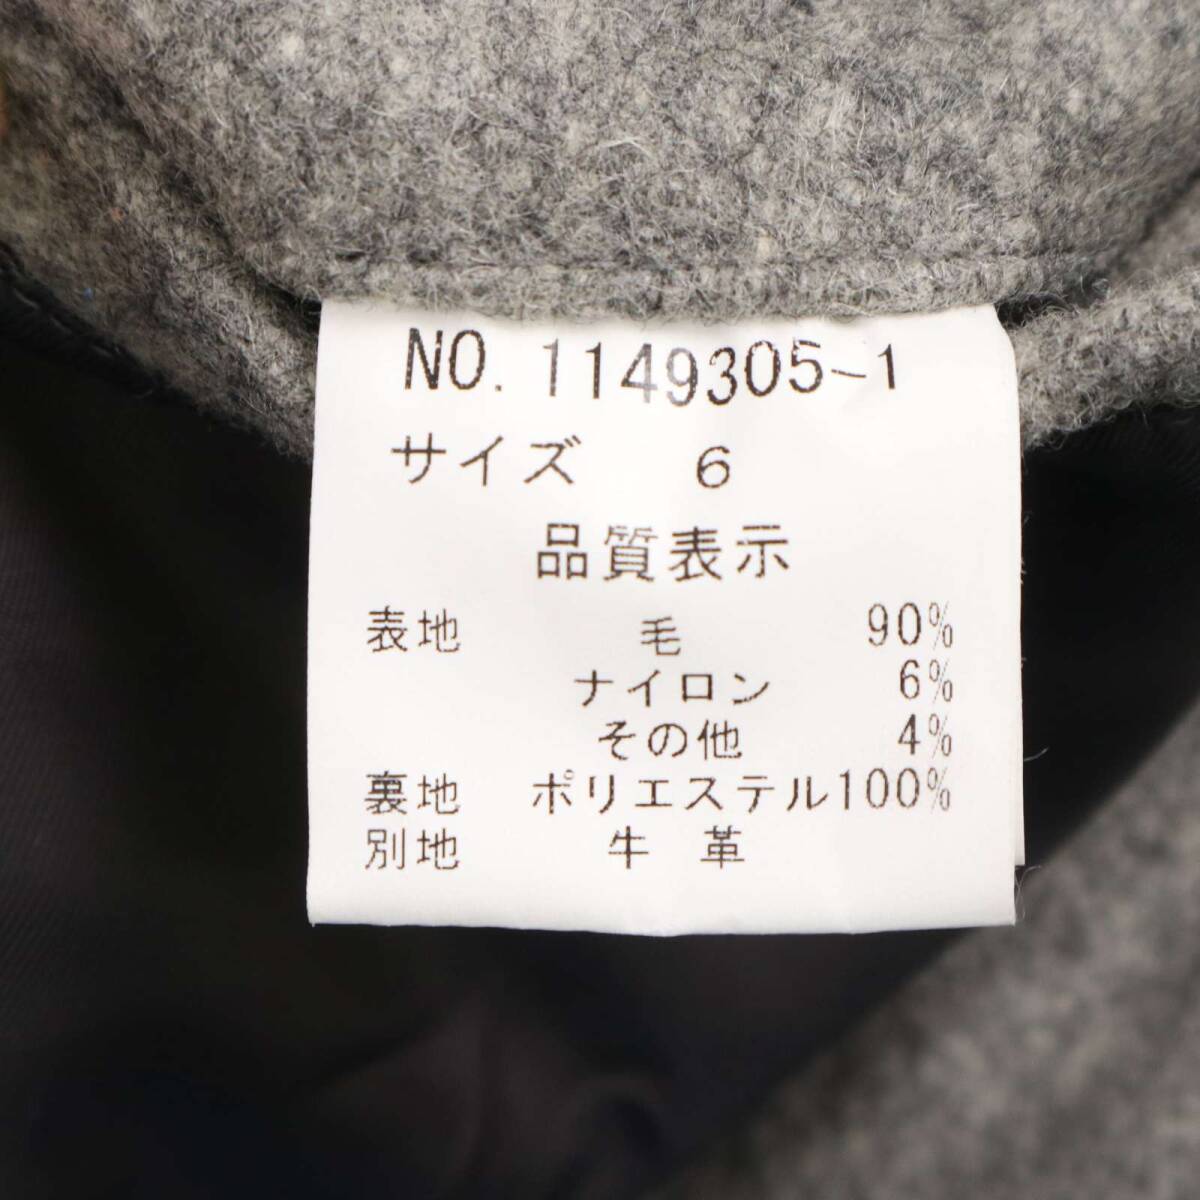 NO. 1149305-1
サイズ 6
品質表示
表地 毛 90%
ナイロン 6%
その他 4%
裏地 ポリエステル100%
別地 牛革